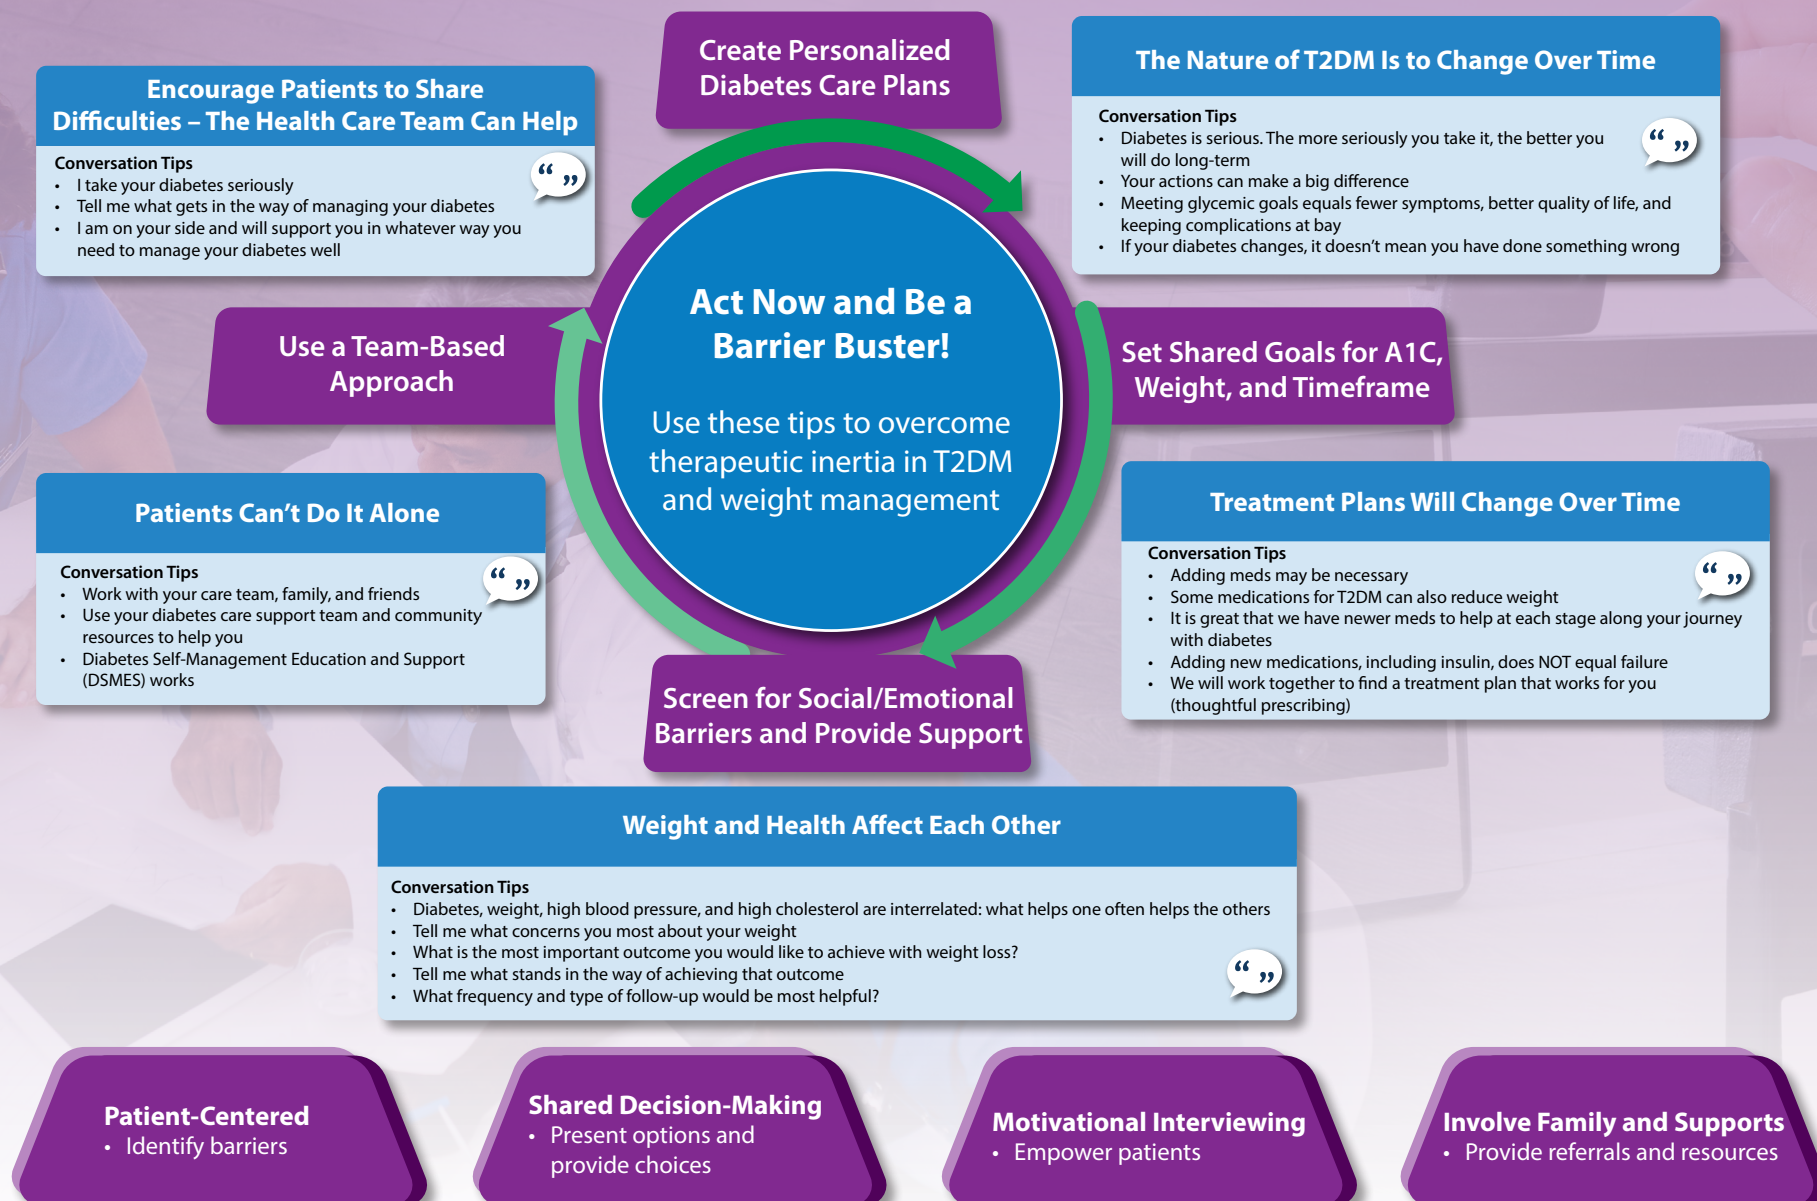 Create Personalized
Diabetes Care Plans
Encourage Patients to Share
Difficulties – The Health Care Team Can Help
Conversation Tips
• I take your diabetes seriously
• Tell me what gets in the way of managing your diabetes
• I am on your side and will support you in whatever way you
need to manage your diabetes well
“ ”
The Nature of T2DM Is to Change Over Time
Conversation Tips
• Diabetes is serious. The more seriously you take it, the better you
will do long-term
• Your actions can make a big difference
• Meeting glycemic goals equals fewer symptoms, better quality of life, and
keeping complications at bay
• If your diabetes changes, it doesn’t mean you have done something wrong
“ ”
Act Now and Be a
Barrier Buster!
Use these tips to overcome
therapeutic inertia in T2DM
and weight management
Use a Team-Based
Approach
Set Shared Goals for A1C,
Weight, and Timeframe
Patients Can’t Do It Alone
Conversation Tips
• Work with your care team, family, and friends
• Use your diabetes care support team and community
resources to help you
• Diabetes Self-Management Education and Support
(DSMES) works
“ ”
Treatment Plans Will Change Over Time
Conversation Tips
• Adding meds may be necessary
• Some medications for T2DM can also reduce weight
• It is great that we have newer meds to help at each stage along your journey
with diabetes
• Adding new medications, including insulin, does NOT equal failure
• We will work together to find a treatment plan that works for you
(thoughtful prescribing)
“ ”
Screen for Social/Emotional
Barriers and Provide Support
Weight and Health Affect Each Other
Conversation Tips
• Diabetes, weight, high blood pressure, and high cholesterol are interrelated: what helps one often helps the others
• Tell me what concerns you most about your weight
• What is the most important outcome you would like to achieve with weight loss?
• Tell me what stands in the way of achieving that outcome
• What frequency and type of follow-up would be most helpful?
“ ”
Patient-Centered
• Identify barriers
Shared Decision-Making
• Present options and
provide choices
Motivational Interviewing
• Empower patients
Involve Family and Supports
• Provide referrals and resources